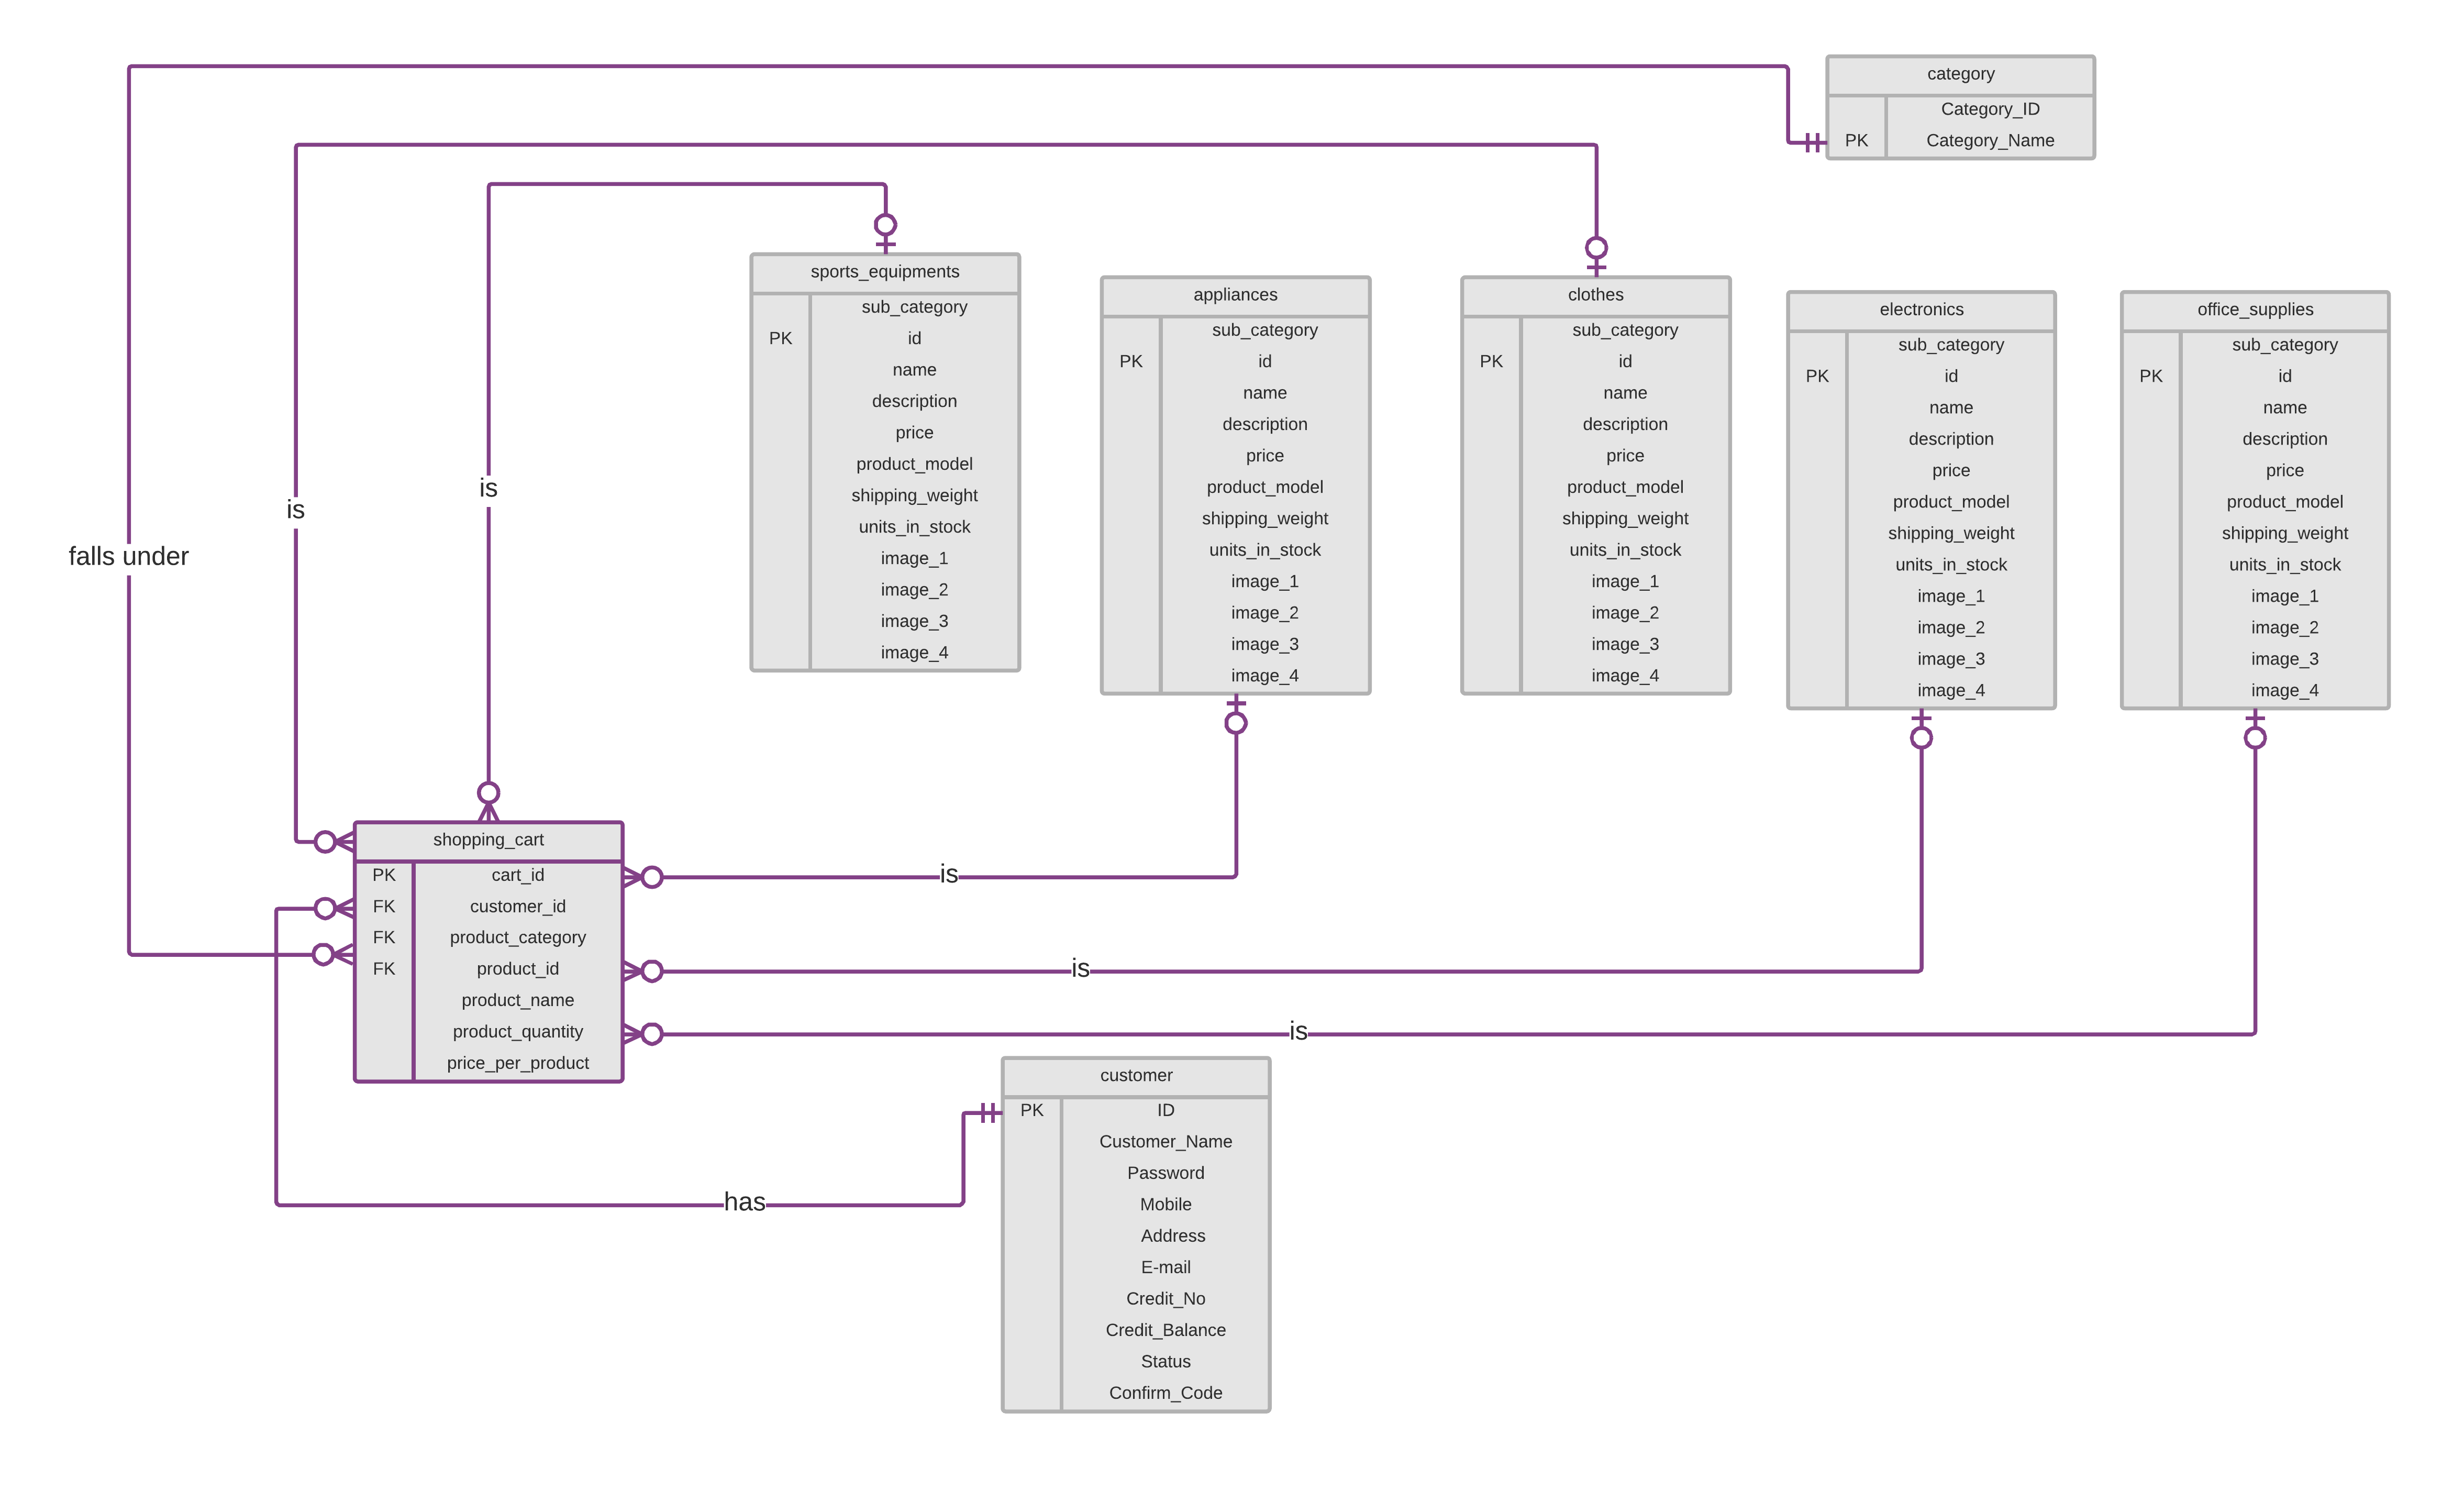 category
Category_ID
PK Category_Name
sports_equipments
sub_category
PK id
name
description
price
product_model
shipping_weight
units_in_stock
image_1
image_2
image_3
image_4
appliances
sub_category
PK id
name
description
price
product_model
shipping_weight
units_in_stock
image_1
image_2
image_3
image_4
clothes
sub_category
PK id
name
description
price
product_model
shipping_weight
units_in_stock
image_1
image_2
image_3
image_4
electronics
sub_category
PK id
name
description
price
product_model
shipping_weight
units_in_stock
image_1
image_2
image_3
image_4
office_supplies
sub_category
PK id
name
description
price
product_model
shipping_weight
units_in_stock
image_1
image_2
image_3
image_4
is
is
falls under
shopping_cart
PK cart_id
FK customer_id
FK product_category
FK product_id
product_name
product_quantity
price_per_product
is
is
is
has
customer
PK ID
Customer_Name
Password
Mobile
Address
E-mail
Credit_No
Credit_Balance
Status
Confirm_Code